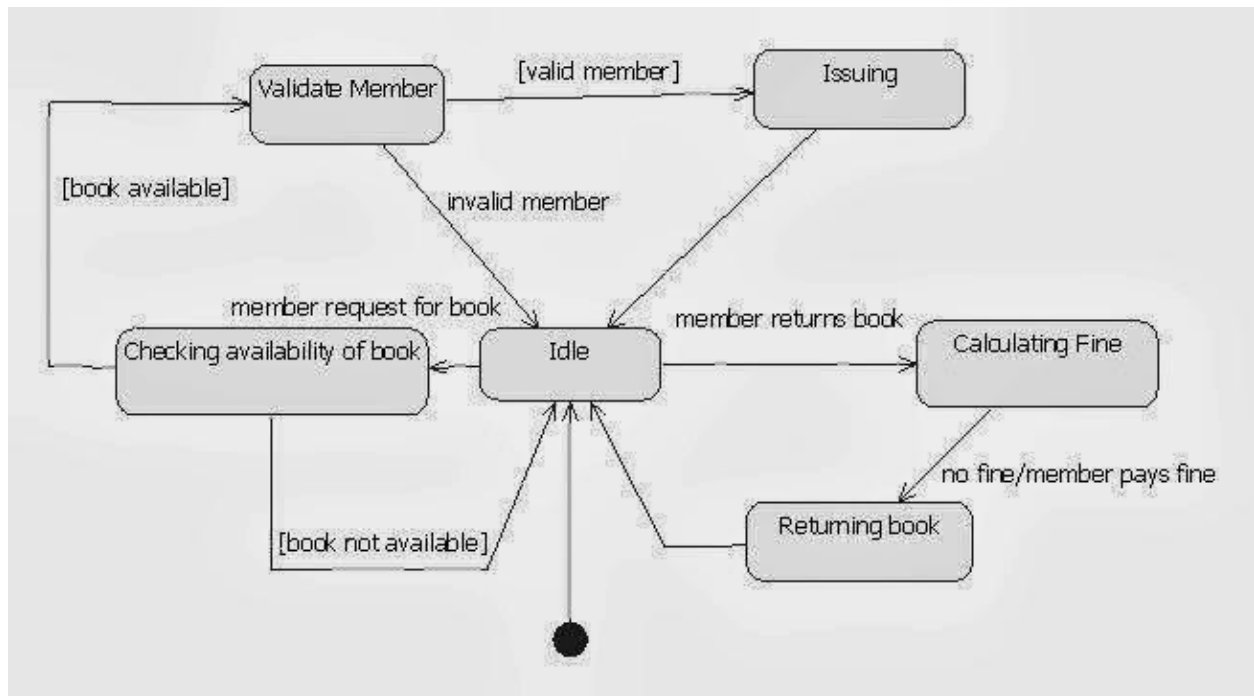 [valid member]
Issuing
Validate Member
[book available]
invalid member
member request for book
member returns book
Checking availability of book
Idle
Calculating Fine
no fine/member pays fine
Returning book
[book not available]